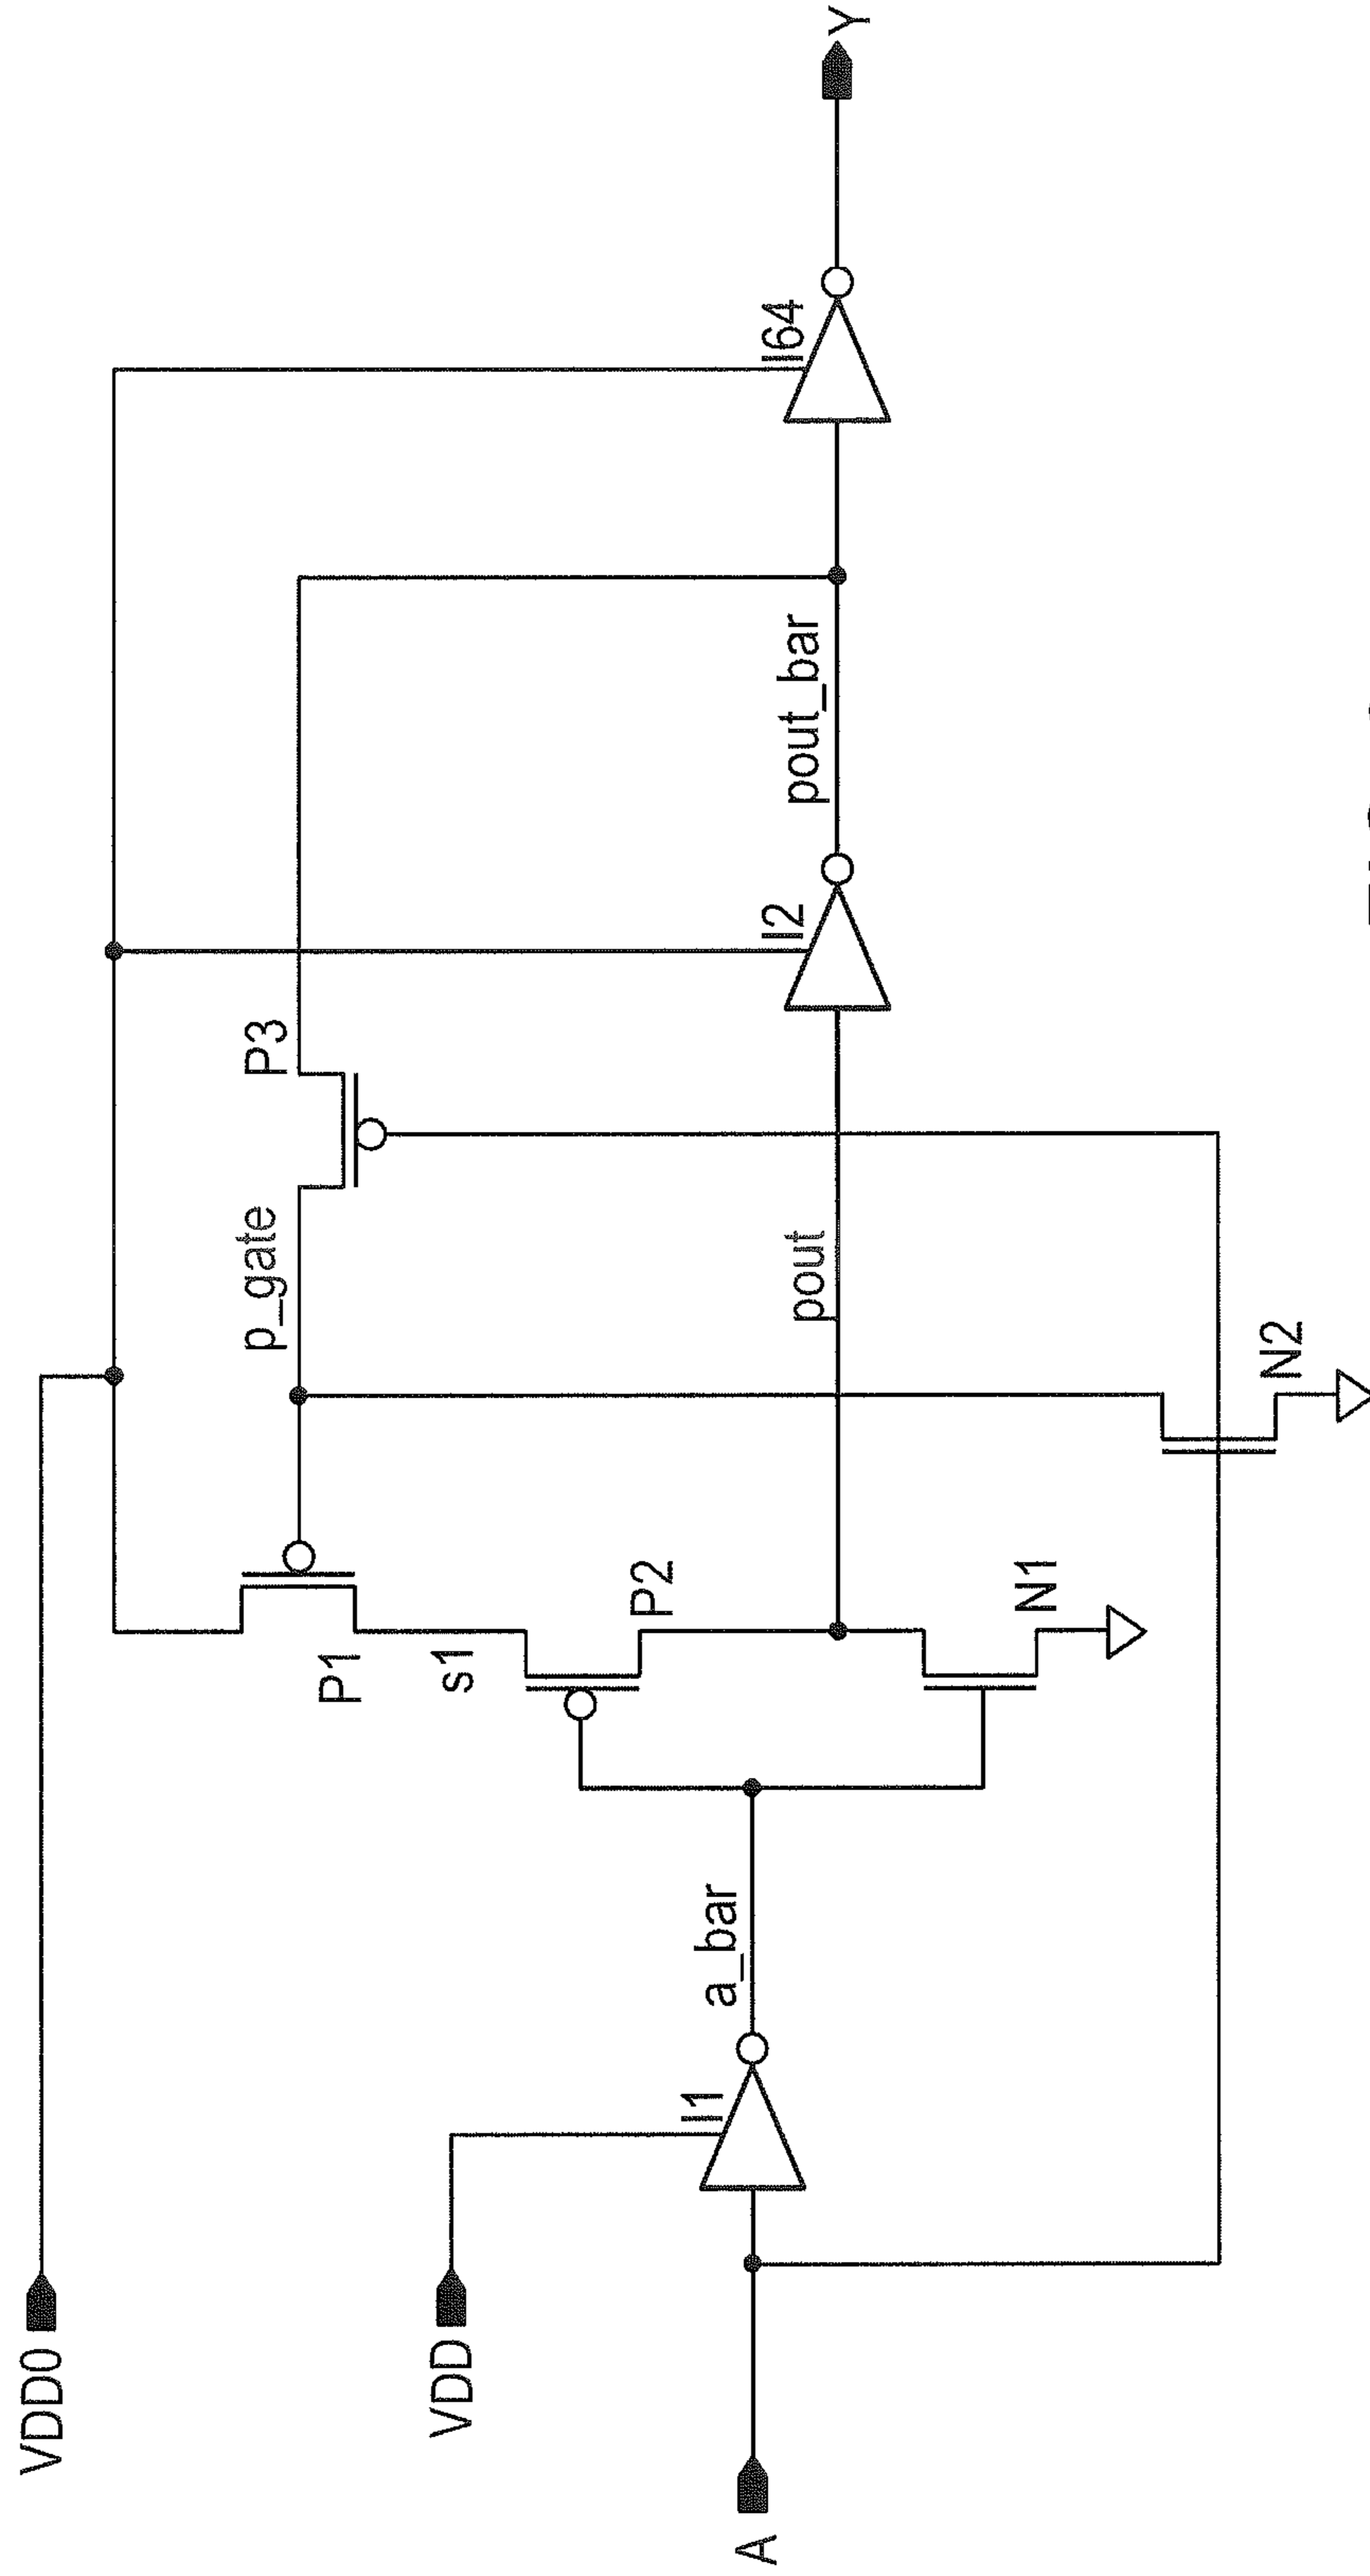 VDD0
VDD
A
I1
a_bar
P1
s1
P2
N1
p_gate
P3
pout
N2
I2
pout_bar
I64
Y